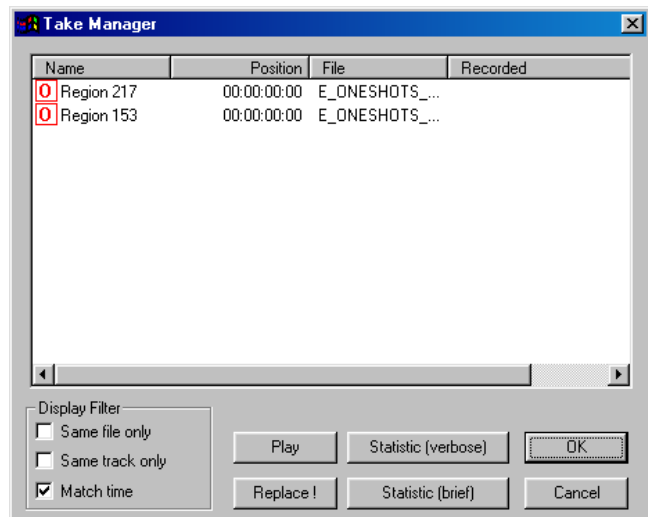 Take Manager
Name Position File Recorded
O Region 217 00:00:00:00 E_ONESHOTS_...
O Region 153 00:00:00:00 E_ONESHOTS_...
Display Filter
Same file only
Same track only
Match time
Play Statistic (verbose) OK
Replace ! Statistic (brief) Cancel